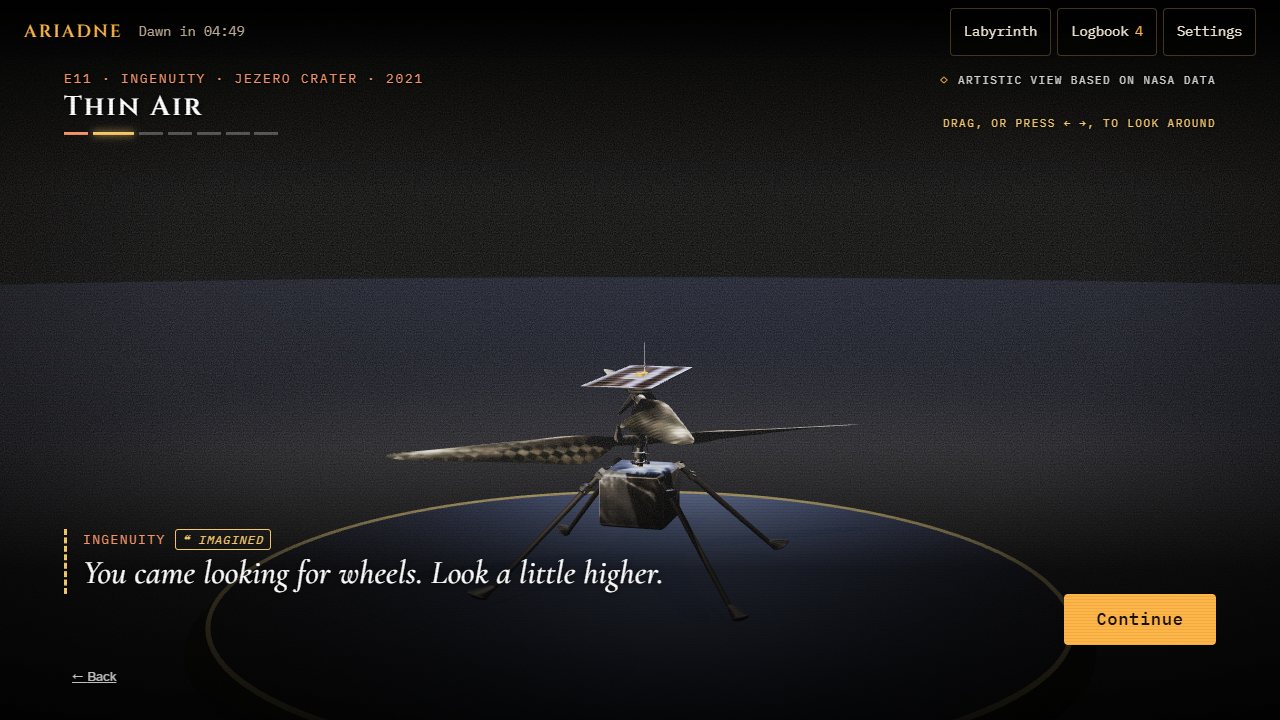 ARIADNE Dawn in 04:49 Labyrinth Logbook 4 Settings
E11 · INGENUITY · JEZERO CRATER · 2021
◇ ARTISTIC VIEW BASED ON NASA DATA
Thin Air
DRAG, OR PRESS ← →, TO LOOK AROUND
INGENUITY ❝ IMAGINED
You came looking for wheels. Look a little higher.
Continue
← Back